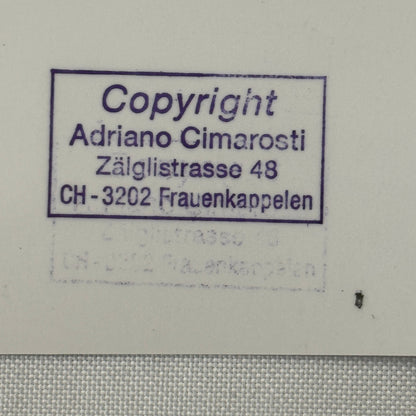 Copyright
Adriano Cimarosti
Zälglistrasse 48
CH - 3202 Frauenkappelen